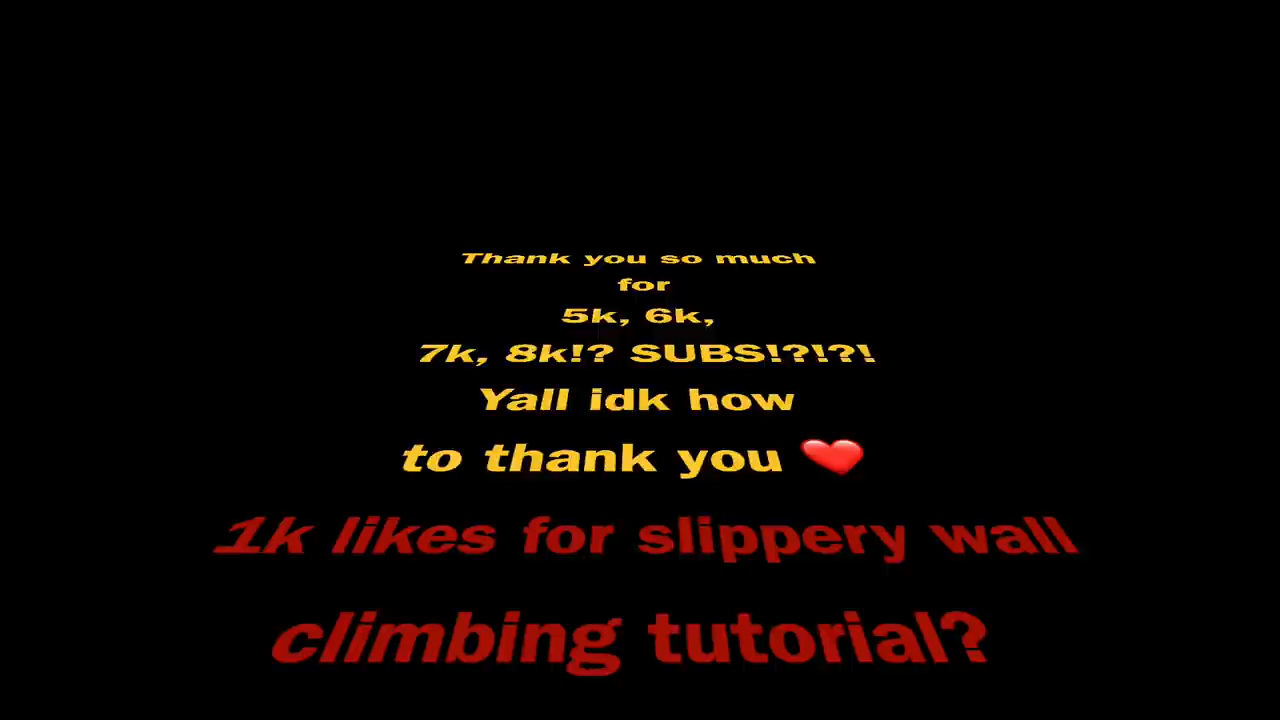 Thank you so much
for
5k, 6k,
7k, 8k!? SUBS!?!?!
Yall idk how
to thank you ❤️
1k likes for slippery wall
climbing tutorial?